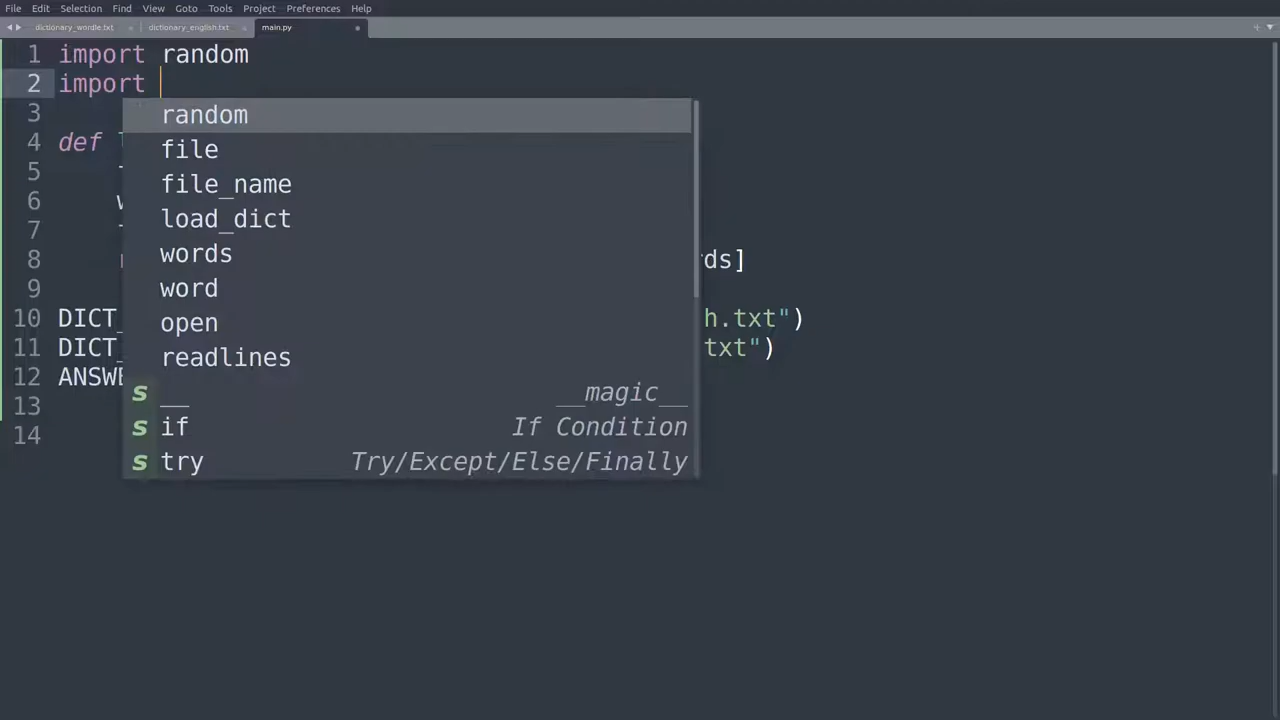 File Edit Selection Find View Goto Tools Project Preferences Help
dictionary_wordle.txt dictionary_english.txt main.py
1 import random
2 import
3 random
4 def
file
5
6 file_name
7 load_dict
8 words ds]
9 word
10 DICT_ open h.txt")
11 DICT_ readlines txt")
12 ANSWE s __ __magic__
13 s if If Condition
14
s try Try/Except/Else/Finally